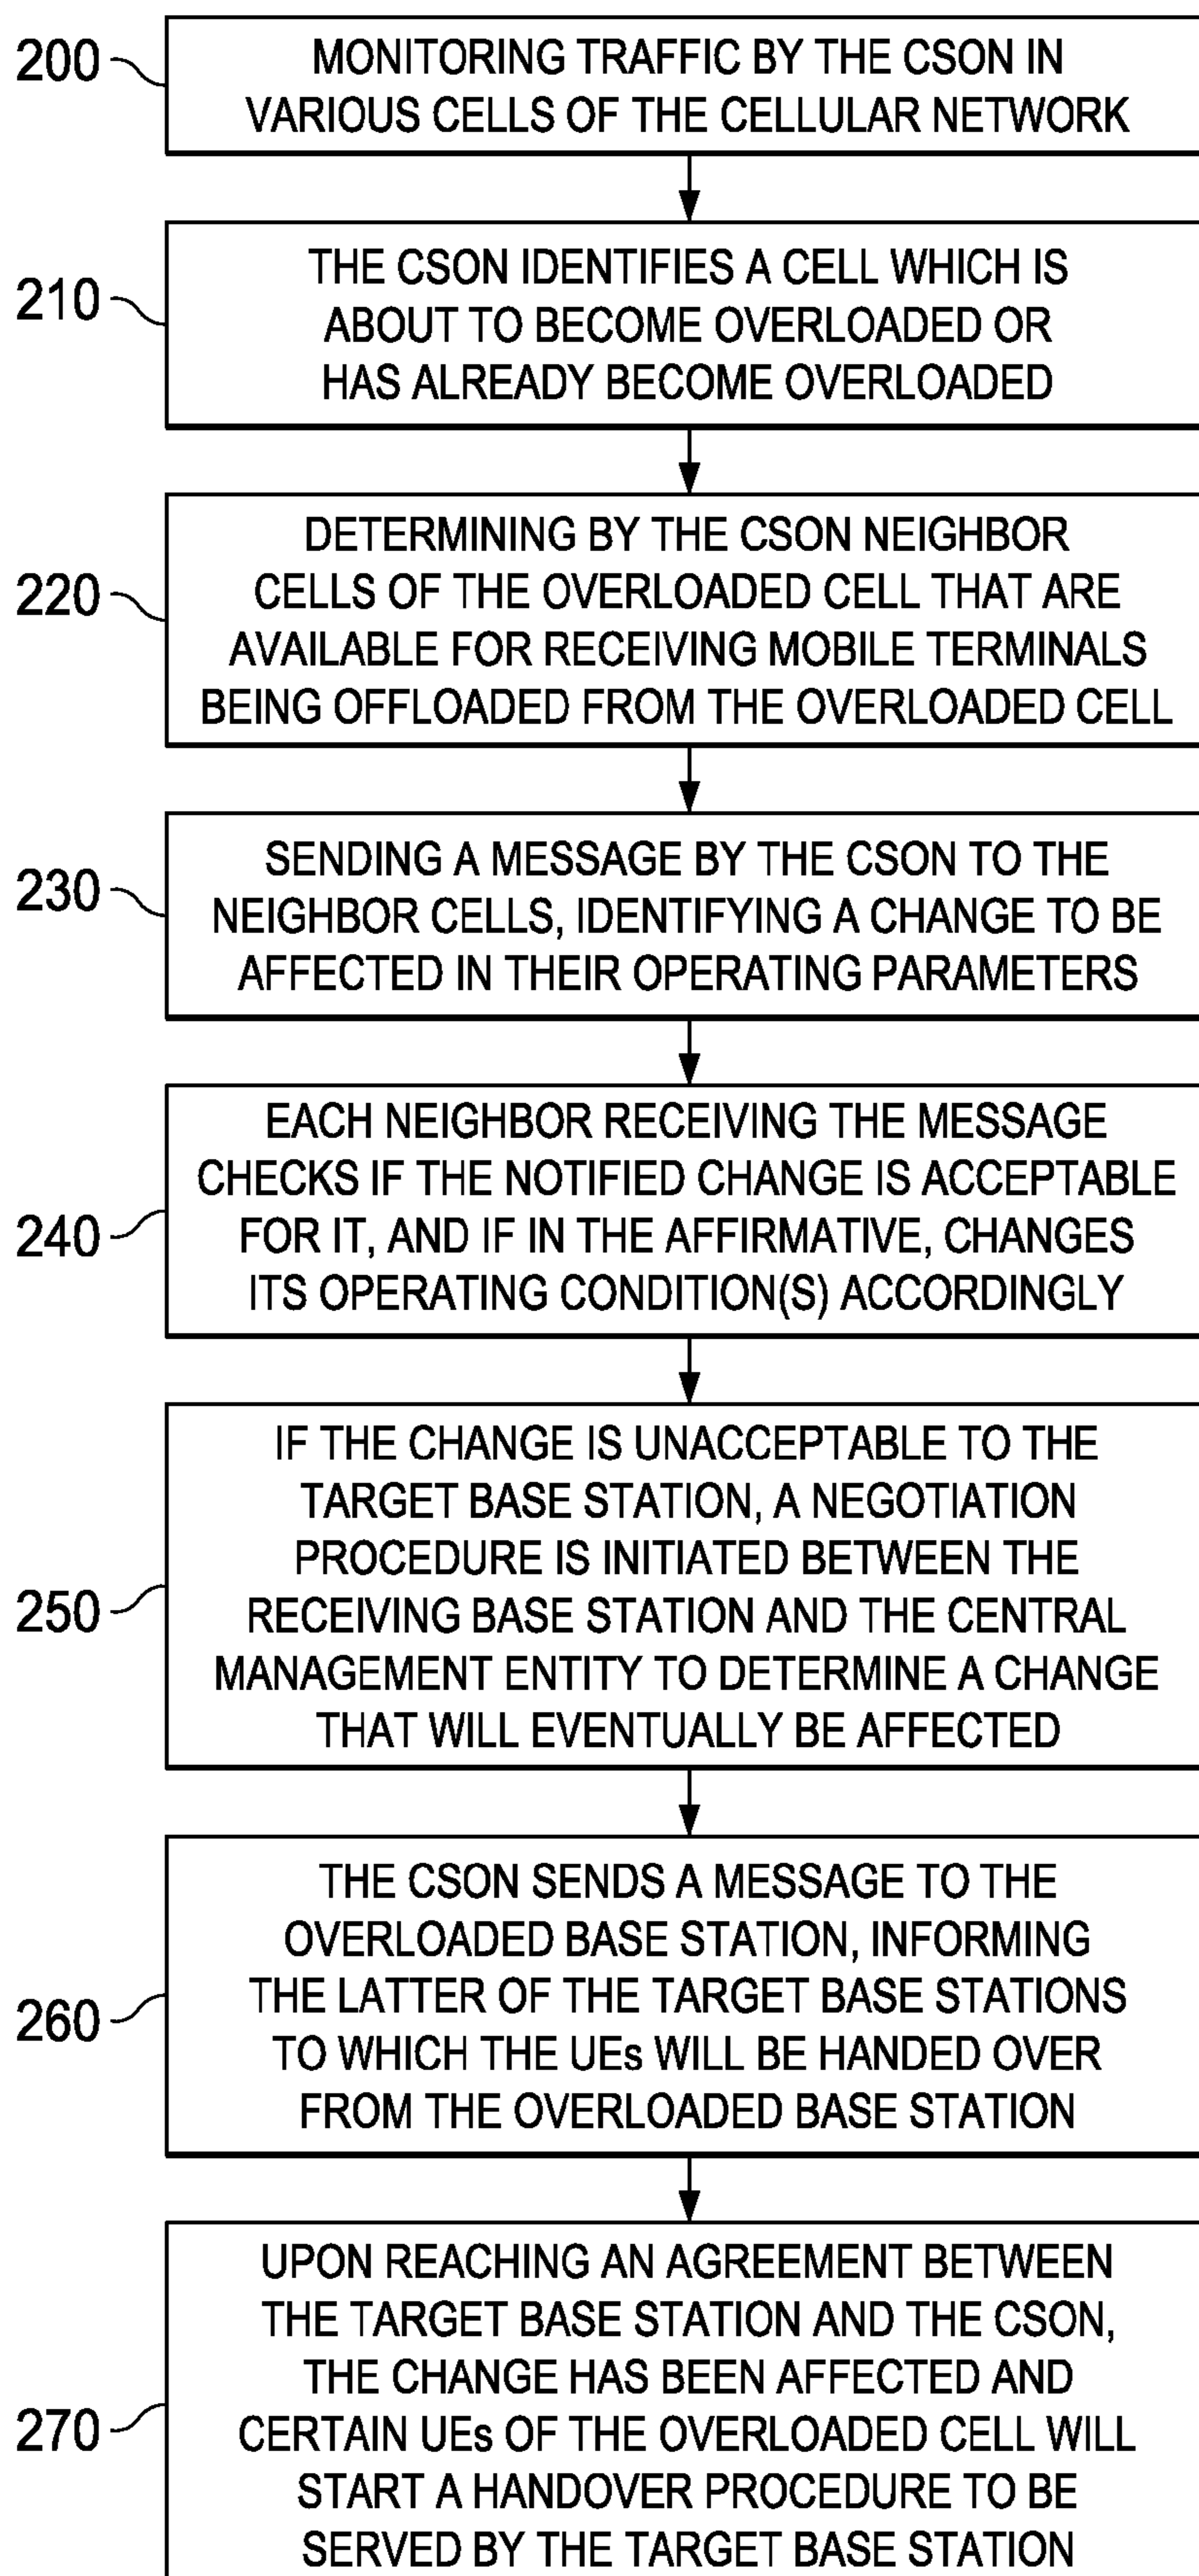 200
MONITORING TRAFFIC BY THE CSON IN
VARIOUS CELLS OF THE CELLULAR NETWORK
210
THE CSON IDENTIFIES A CELL WHICH IS
ABOUT TO BECOME OVERLOADED OR
HAS ALREADY BECOME OVERLOADED
220
DETERMINING BY THE CSON NEIGHBOR
CELLS OF THE OVERLOADED CELL THAT ARE
AVAILABLE FOR RECEIVING MOBILE TERMINALS
BEING OFFLOADED FROM THE OVERLOADED CELL
230
SENDING A MESSAGE BY THE CSON TO THE
NEIGHBOR CELLS, IDENTIFYING A CHANGE TO BE
AFFECTED IN THEIR OPERATING PARAMETERS
240
EACH NEIGHBOR RECEIVING THE MESSAGE
CHECKS IF THE NOTIFIED CHANGE IS ACCEPTABLE
FOR IT, AND IF IN THE AFFIRMATIVE, CHANGES
ITS OPERATING CONDITION(S) ACCORDINGLY
250
IF THE CHANGE IS UNACCEPTABLE TO THE
TARGET BASE STATION, A NEGOTIATION
PROCEDURE IS INITIATED BETWEEN THE
RECEIVING BASE STATION AND THE CENTRAL
MANAGEMENT ENTITY TO DETERMINE A CHANGE
THAT WILL EVENTUALLY BE AFFECTED
260
THE CSON SENDS A MESSAGE TO THE
OVERLOADED BASE STATION, INFORMING
THE LATTER OF THE TARGET BASE STATIONS
TO WHICH THE UEs WILL BE HANDED OVER
FROM THE OVERLOADED BASE STATION
270
UPON REACHING AN AGREEMENT BETWEEN
THE TARGET BASE STATION AND THE CSON,
THE CHANGE HAS BEEN AFFECTED AND
CERTAIN UEs OF THE OVERLOADED CELL WILL
START A HANDOVER PROCEDURE TO BE
SERVED BY THE TARGET BASE STATION